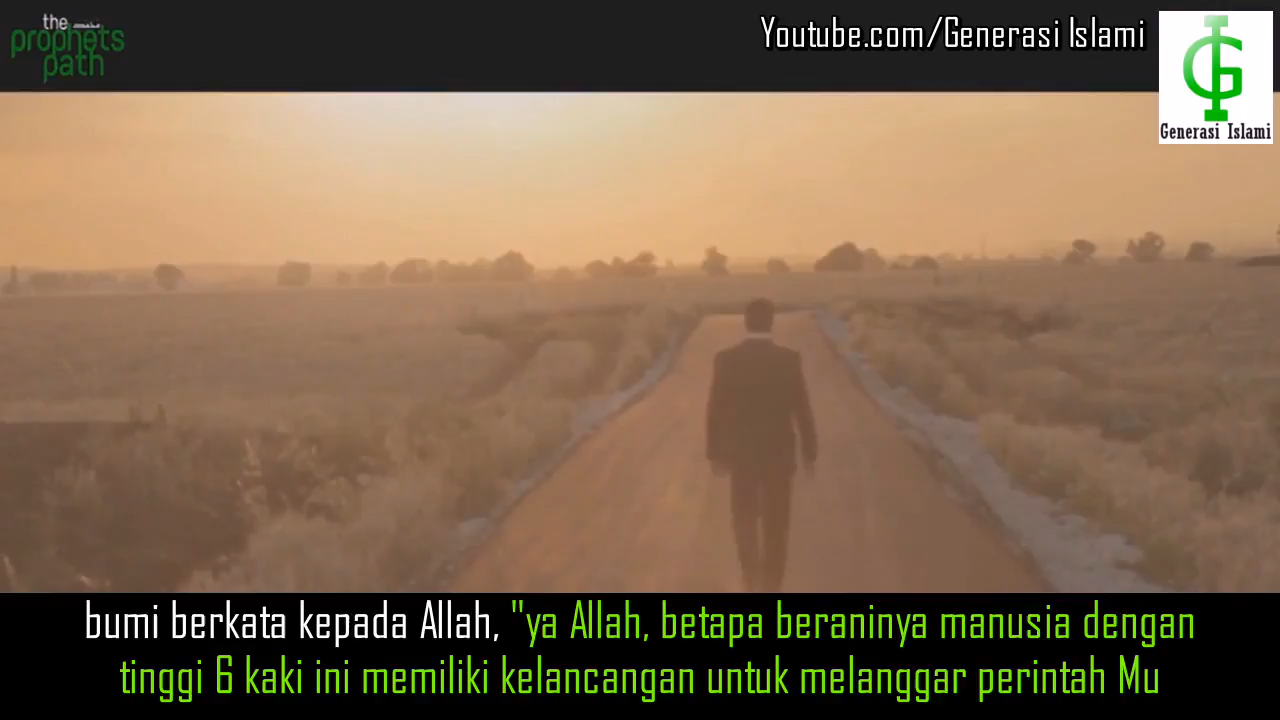 the
prophets
path
Youtube.com/Generasi Islami
GI
Generasi Islami
bumi berkata kepada Allah, "ya Allah, betapa beraninya manusia dengan
tinggi 6 kaki ini memiliki kelancangan untuk melanggar perintah Mu